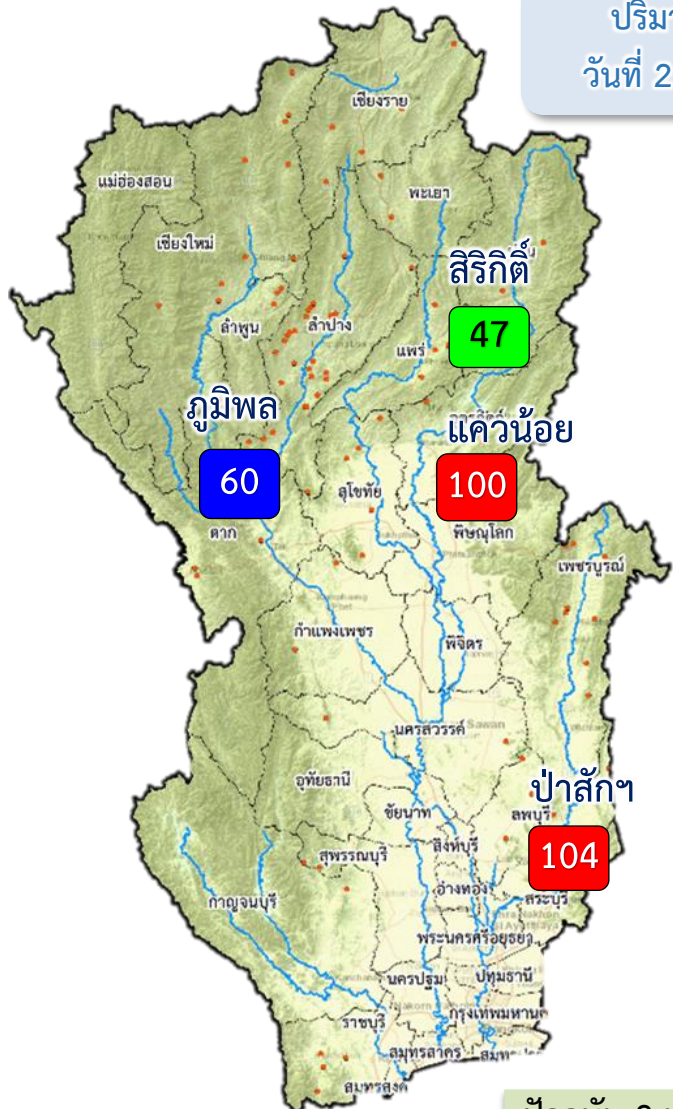 ปริมา
วันที่ 2
เชียงราย
แม่ฮ่องสอน
พะเยา
เชียงใหม่
สิริกิติ์
47
ลำพูน
ลำปาง
แพร่
ภูมิพล
60
แควน้อย
100
สุโขทัย
ตาก
พิษณุโลก
เพชรบูรณ์
กำแพงเพชร
พิจิตร
นครสวรรค์
Sawan
อุทัยธานี
ป่าสักฯ
104
ชัยนาท
ลพบุรี
สิงห์บุรี
สุพรรณบุรี
อ่างทอง
สระบุรี
กาญจนบุรี
พระนครศรีอยุธยา
นครปฐม
ปทุมธานี
ราชบุรี
กรุงเทพมหานค
สมุทรสาคร
สมุทรสงค